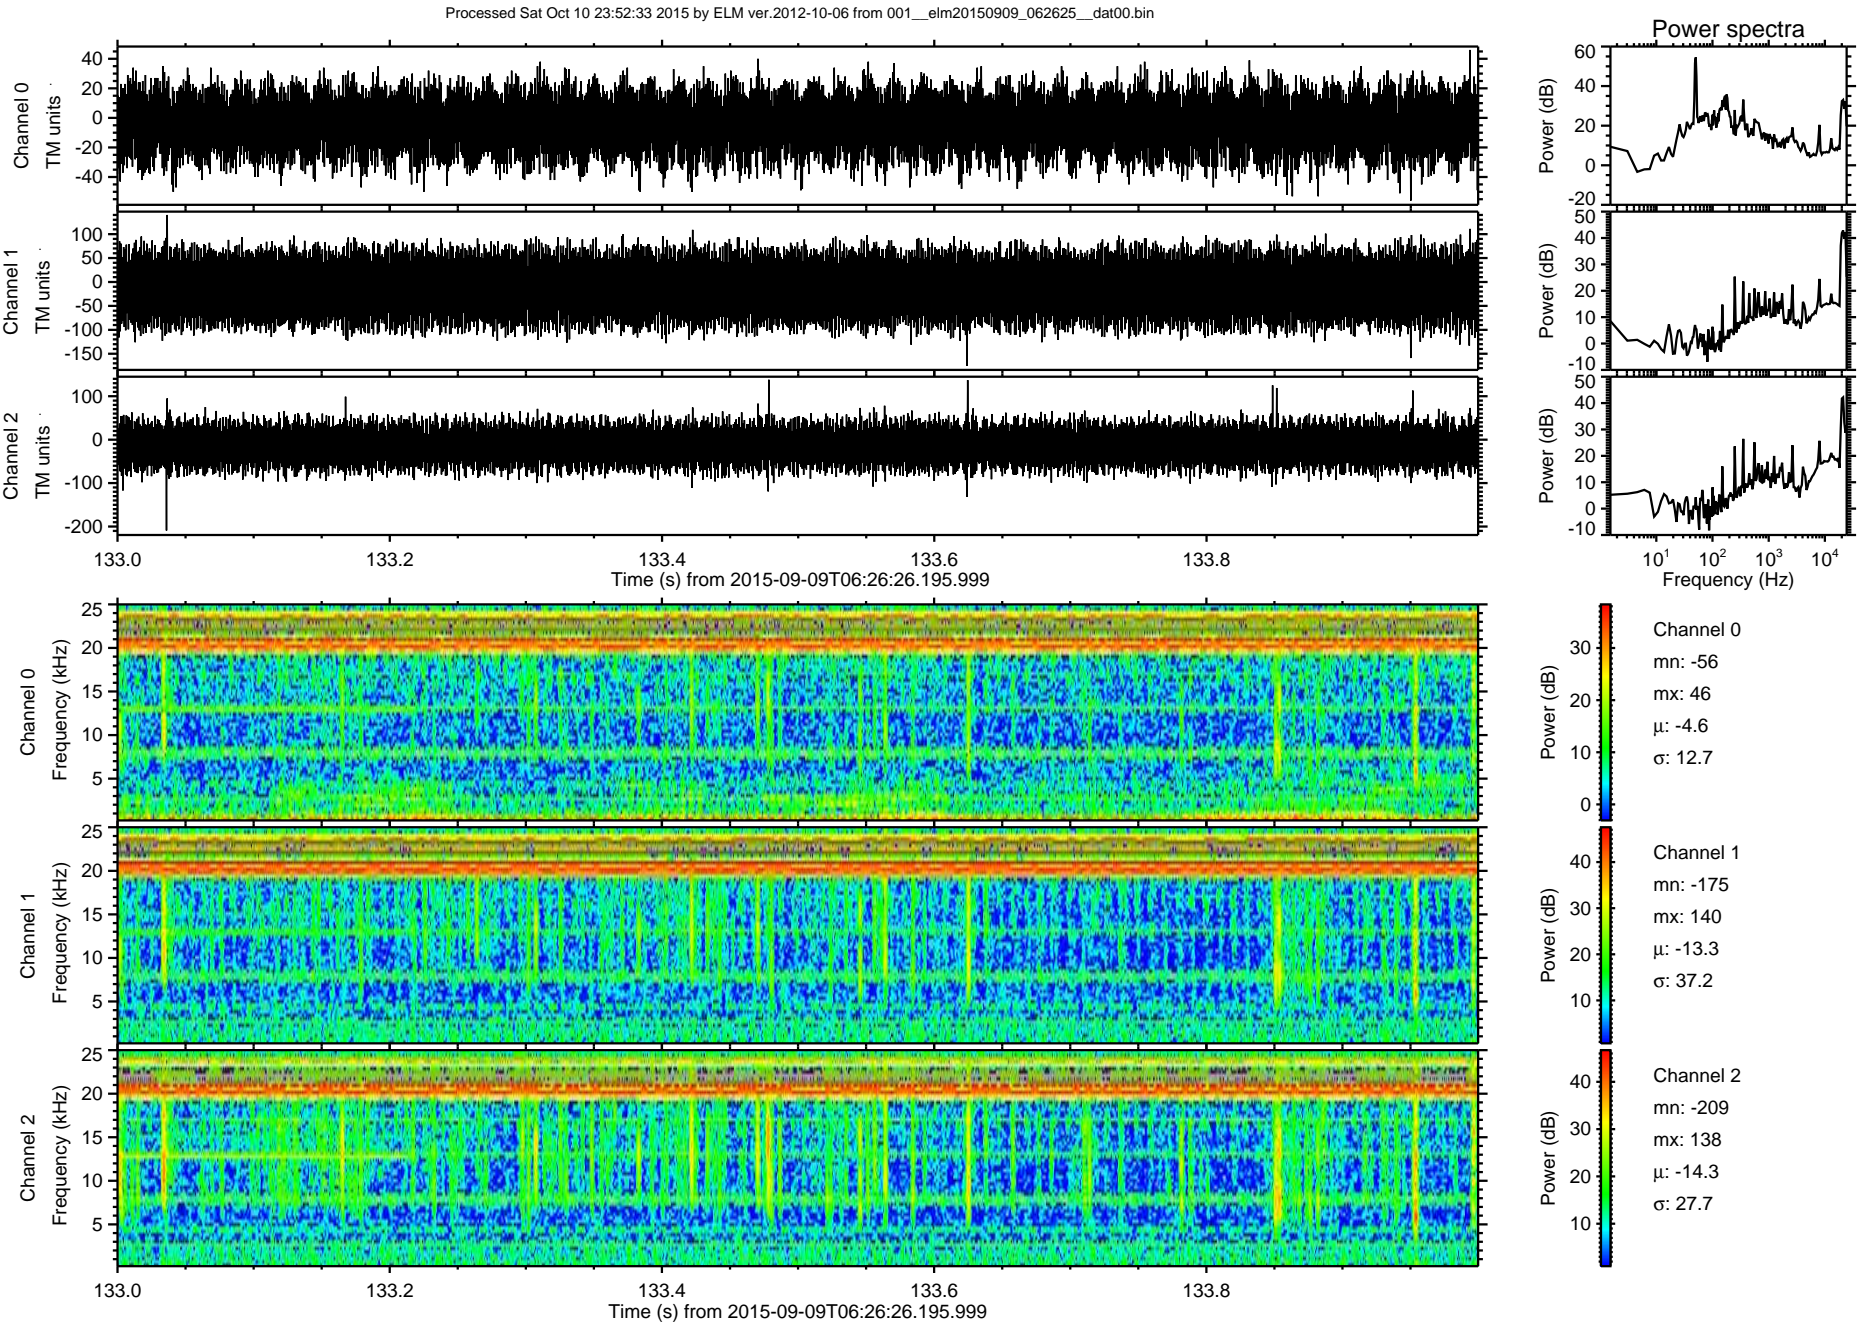 Processed Sat Oct 10 23:52:33 2015 by ELM ver.2012-10-06 from 001__elm20150909_062625__dat00.bin
Power spectra
Channel 0
TM units
40
20
0
-20
-40
Power (dB)
60
40
20
0
-20
Channel 1
TM units
100
50
0
-50
-100
-150
Power (dB)
50
40
30
20
10
0
-10
Channel 2
TM units
100
0
-100
-200
Power (dB)
50
40
30
20
10
0
-10
133.0 133.2 133.4 133.6 133.8
Time (s) from 2015-09-09T06:26:26.195.999
10¹ 10² 10³ 10⁴
Frequency (Hz)
Channel 0
Frequency (kHz)
25
20
15
10
5
Power (dB)
30
20
10
0
Channel 0
mn: -56
mx: 46
μ: -4.6
σ: 12.7
Channel 1
Frequency (kHz)
25
20
15
10
5
Power (dB)
40
30
20
10
Channel 1
mn: -175
mx: 140
μ: -13.3
σ: 37.2
Channel 2
Frequency (kHz)
25
20
15
10
5
Power (dB)
40
30
20
10
Channel 2
mn: -209
mx: 138
μ: -14.3
σ: 27.7
133.0 133.2 133.4 133.6 133.8
Time (s) from 2015-09-09T06:26:26.195.999